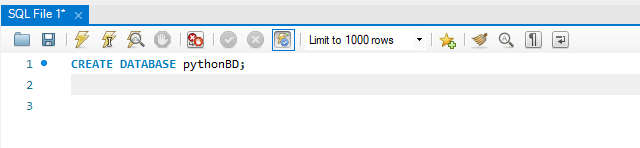 SQL File 1*
Limit to 1000 rows
1 CREATE DATABASE pythonBD;
2
3